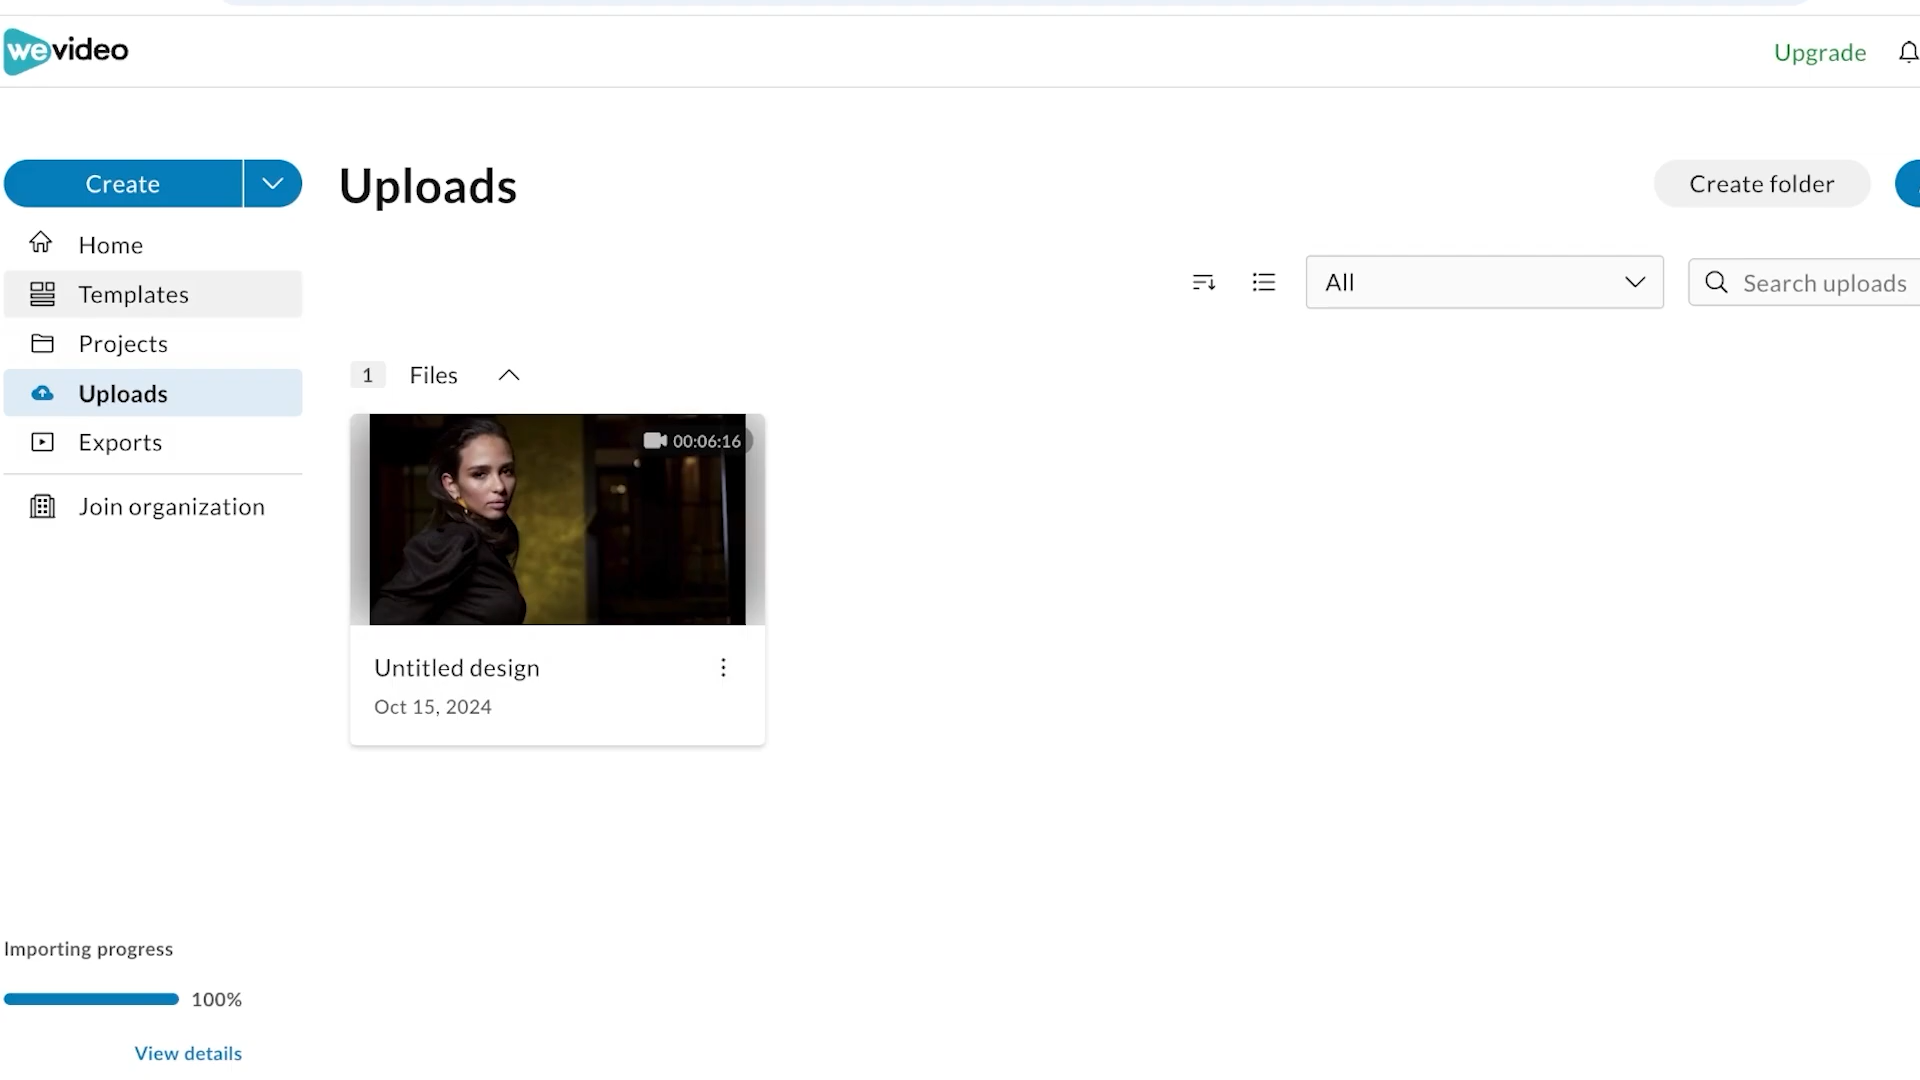 wevideo
Upgrade
Create
Uploads
Create folder
Home
Templates
All
Search uploads
Projects
1 Files
Uploads
00:06:16
Exports
Join organization
Untitled design
Oct 15, 2024
Importing progress
100%
View details